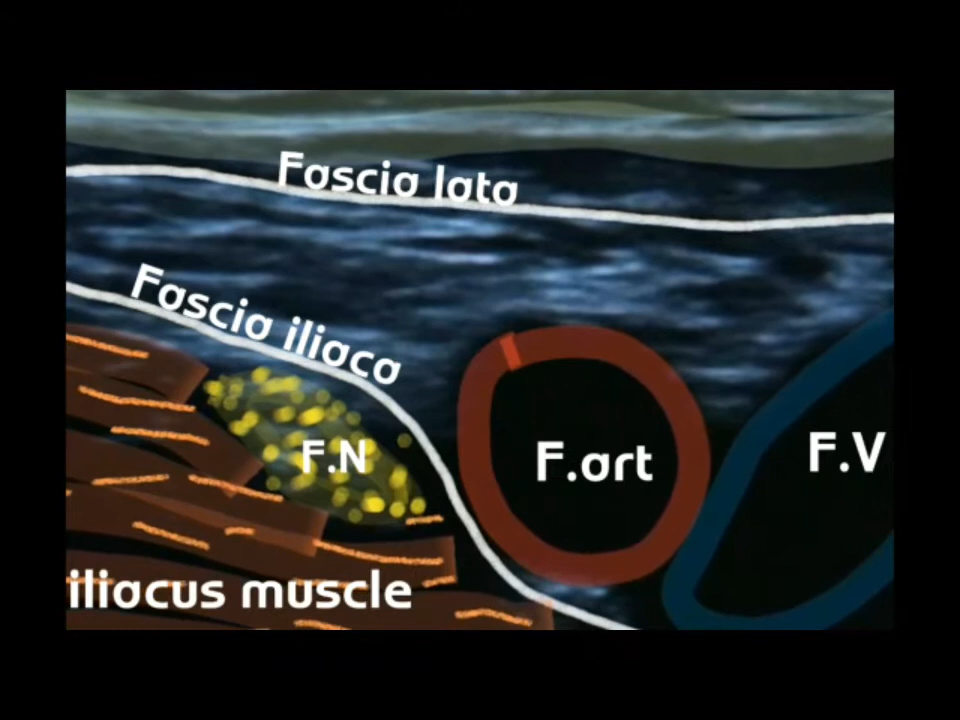 Fascia lata
Fascia iliaca
F.N
F.art
F.V
iliacus muscle